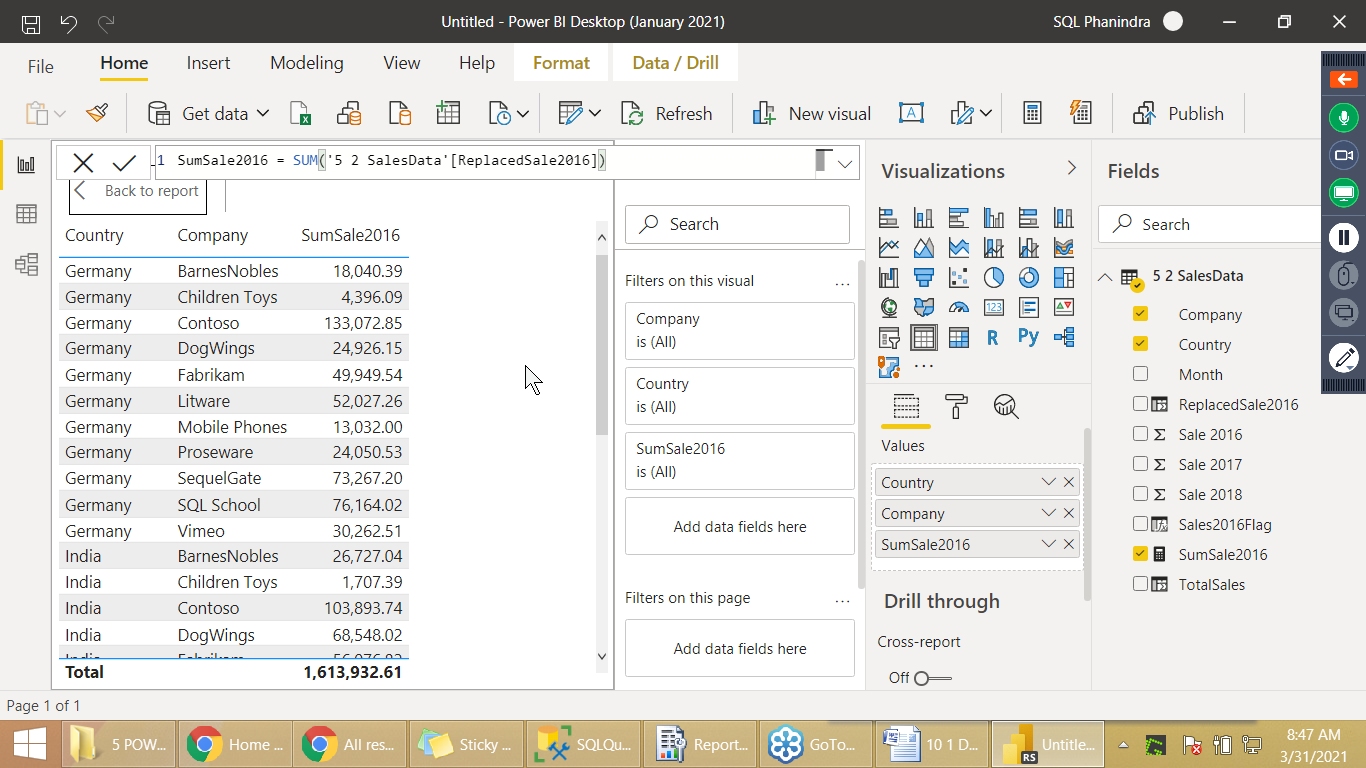 Untitled - Power BI Desktop (January 2021)
SQL Phanindra
File
Home
Insert
Modeling
View
Help
Format
Data / Drill
Get data
Refresh
New visual
Publish
1 SumSale2016 = SUM('5 2 SalesData'[ReplacedSale2016])
Back to report
Country Company SumSale2016
Germany BarnesNobles 18,040.39
Germany Children Toys 4,396.09
Germany Contoso 133,072.85
Germany DogWings 24,926.15
Germany Fabrikam 49,949.54
Germany Litware 52,027.26
Germany Mobile Phones 13,032.00
Germany Proseware 24,050.53
Germany SequelGate 73,267.20
Germany SQL School 76,164.02
Germany Vimeo 30,262.51
India BarnesNobles 26,727.04
India Children Toys 1,707.39
India Contoso 103,893.74
India DogWings 68,548.02
Total 1,613,932.61
Search
Filters on this visual ...
Company
is (All)
Country
is (All)
SumSale2016
is (All)
Add data fields here
Filters on this page ...
Add data fields here
Visualizations
123
R
Py
...
Values
Country
Company
SumSale2016
Drill through
Cross-report
Off
Fields
Search
5 2 SalesData
Company
Country
Month
ReplacedSale2016
Σ Sale 2016
Σ Sale 2017
Σ Sale 2018
Sales2016Flag
SumSale2016
TotalSales
Page 1 of 1
5 POW...
Home ...
All res...
Sticky ...
SQLQu...
Report...
GoTo...
10 1 D...
RS
Untitle...
8:47 AM
3/31/2021